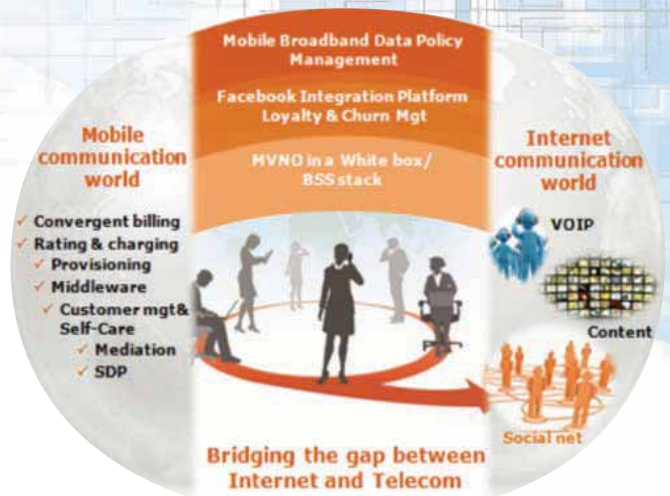 Mobile Broadband Data Policy
Management
Facebook Integration Platform
Loyalty & Churn Mgt
MVNO in a White box/
BSS stack
Mobile
communication
world
✓ Convergent billing
✓ Rating & charging
✓ Provisioning
✓ Middleware
✓ Customer mgt&
Self-Care
✓ Mediation
✓ SDP
Internet
communication
world
VOIP
Content
Social net
Bridging the gap between
Internet and Telecom